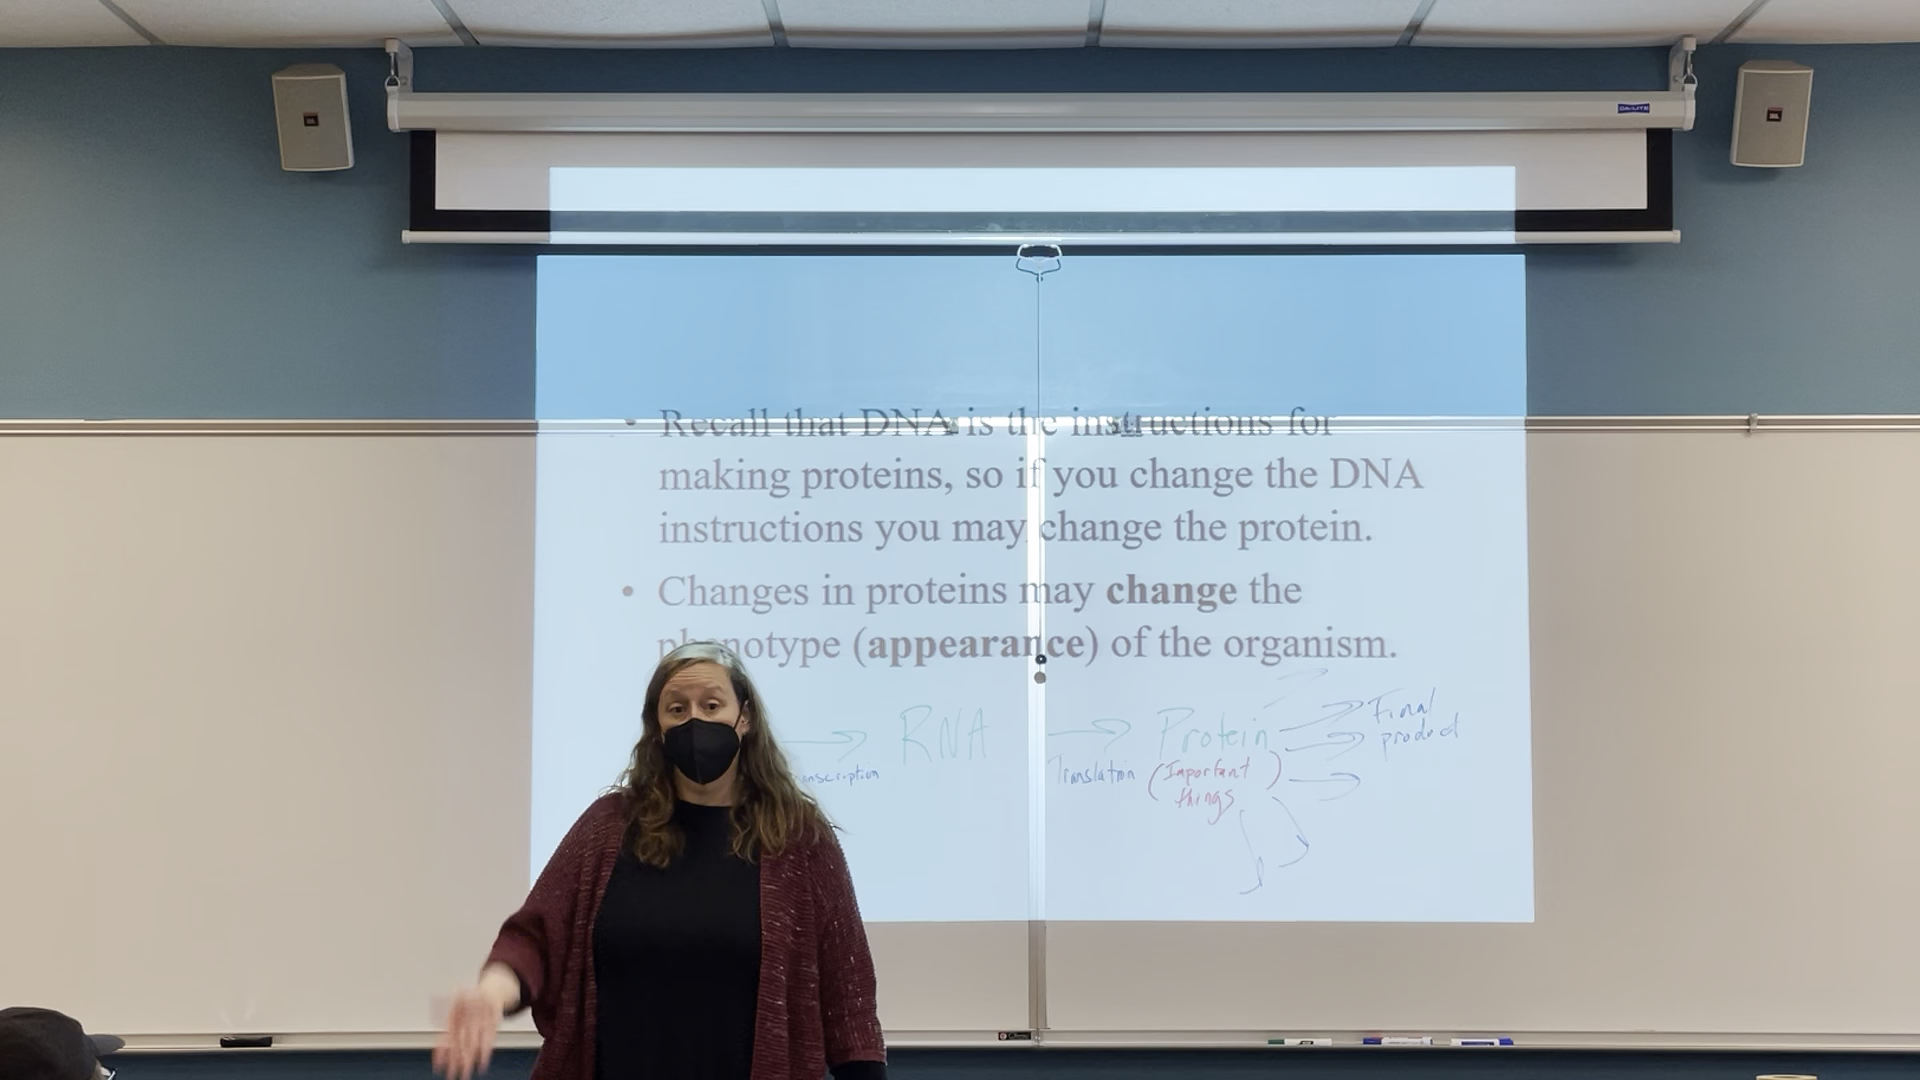 DA-LITE
• Recall that DNA is the instructions for
making proteins, so if you change the DNA
instructions you may change the protein.
• Changes in proteins may change the
phenotype (appearance) of the organism.
RNA
Protein
Final
product
Translation
(Important
things)